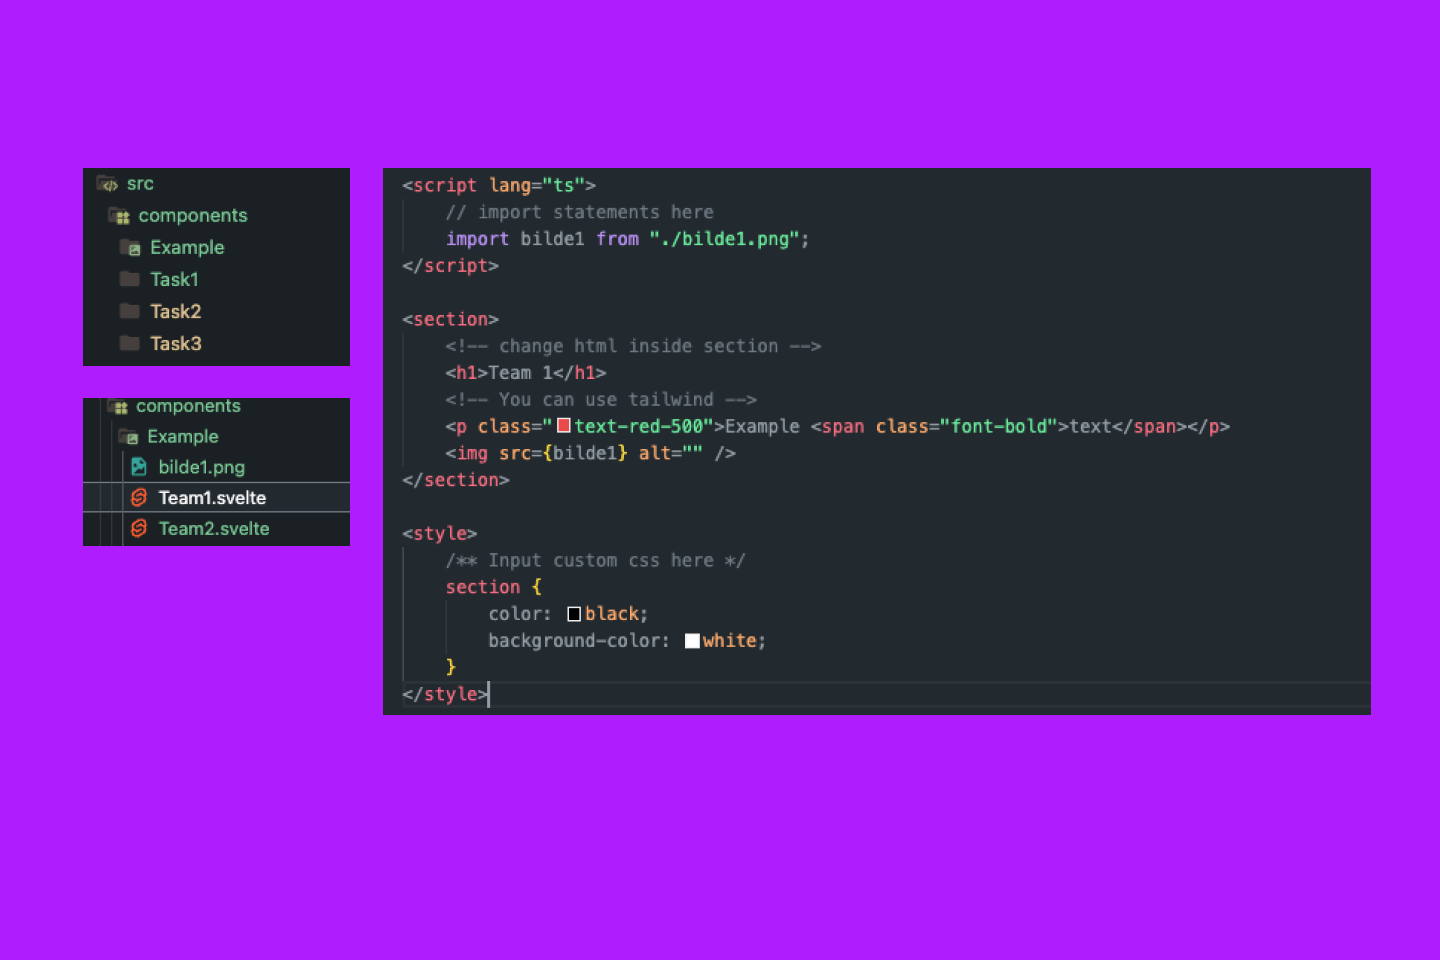 src
components
Example
Task1
Task2
Task3
components
Example
bilde1.png
Team1.svelte
Team2.svelte
<script lang="ts">
// import statements here
import bilde1 from "./bilde1.png";
</script>
<section>
<!-- change html inside section -->
<h1>Team 1</h1>
<!-- You can use tailwind -->
<p class="text-red-500">Example <span class="font-bold">text</span></p>
<img src={bilde1} alt="" />
</section>
<style>
/** Input custom css here */
section {
color: black;
background-color: white;
}
</style>